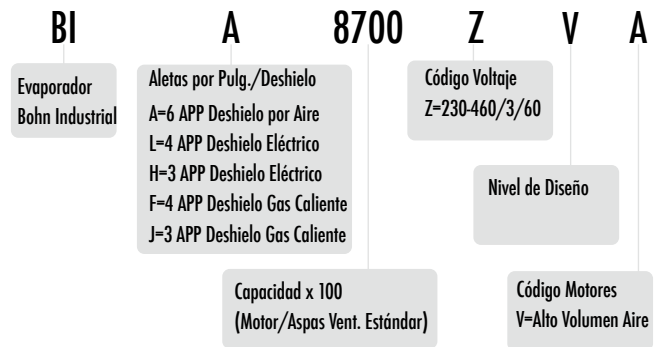 BI A 8700 Z V A
Evaporador
Bohn Industrial
Aletas por Pulg./Deshielo
A=6 APP Deshielo por Aire
L=4 APP Deshielo Eléctrico
H=3 APP Deshielo Eléctrico
F=4 APP Deshielo Gas Caliente
J=3 APP Deshielo Gas Caliente
Código Voltaje
Z=230-460/3/60
Nivel de Diseño
Capacidad x 100
(Motor/Aspas Vent. Estándar)
Código Motores
V=Alto Volumen Aire